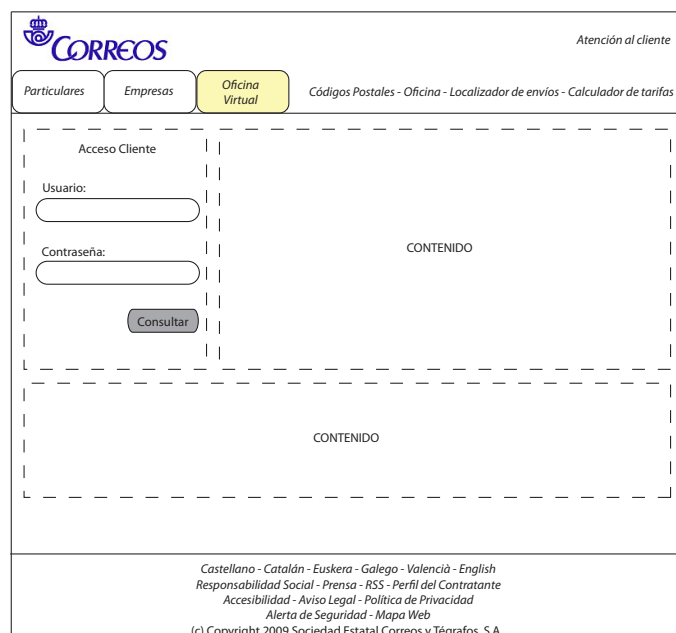 CORREOS
Atención al cliente
Particulares
Empresas
Oficina
Virtual
Códigos Postales - Oficina - Localizador de envíos - Calculador de tarifas
Acceso Cliente
Usuario:
Contraseña:
Consultar
CONTENIDO
CONTENIDO
Castellano - Catalán - Euskera - Galego - Valencià - English
Responsabilidad Social - Prensa - RSS - Perfil del Contratante
Accesibilidad - Aviso Legal - Política de Privacidad
Alerta de Seguridad - Mapa Web
(c) Copyright 2009 Sociedad Estatal Correos y Tégrafos, S.A.